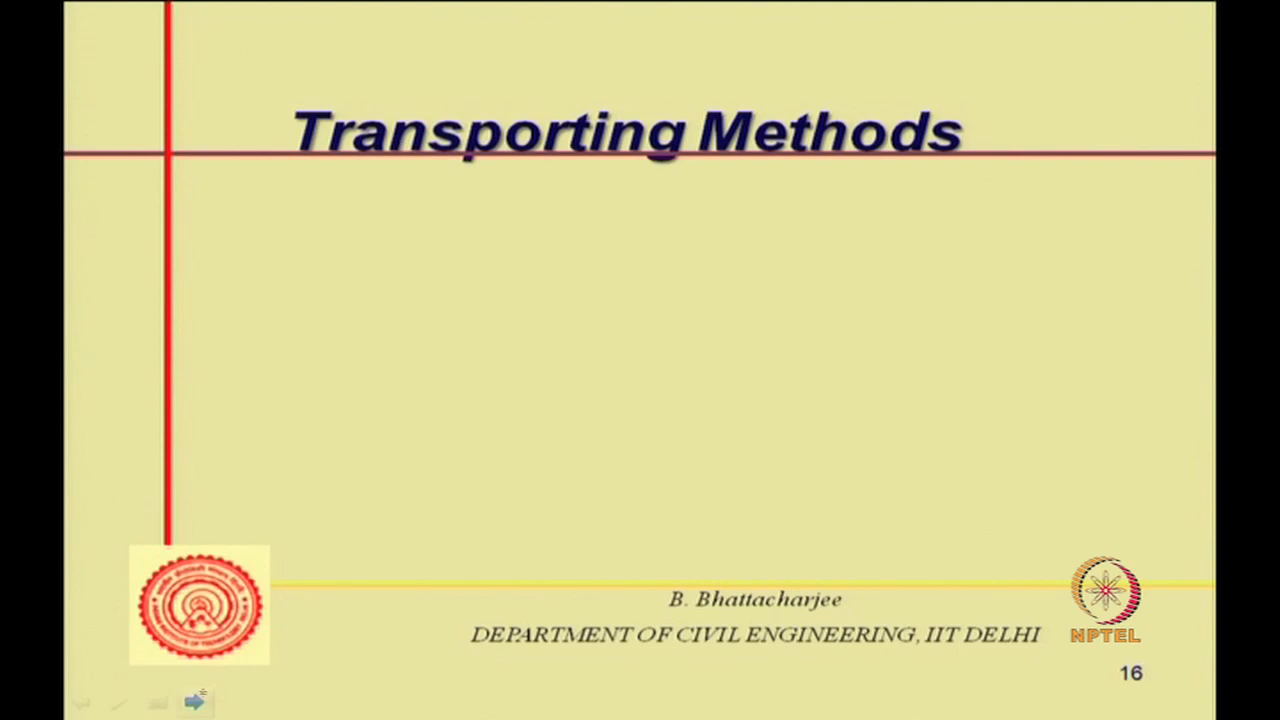 Transporting Methods
B. Bhattacharjee
DEPARTMENT OF CIVIL ENGINEERING, IIT DELHI
NPTEL
16